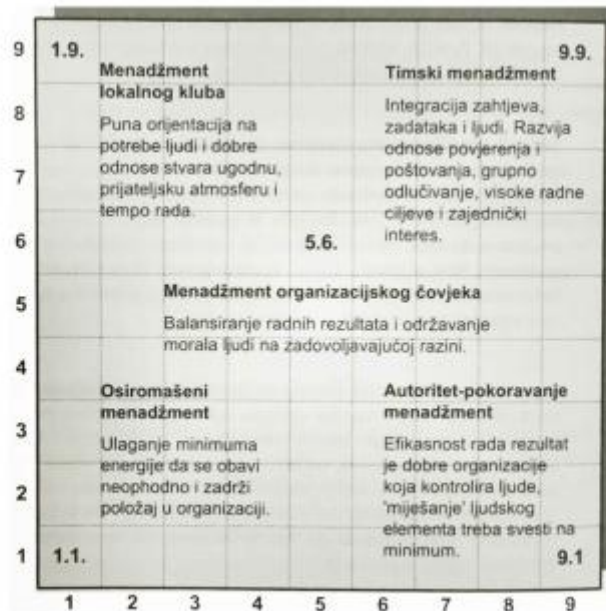 9
1.9.
9.9.
Menadžment
lokalnog kluba
Puna orijentacija na
potrebe ljudi i dobre
odnose stvara ugodnu,
prijateljsku atmosferu i
tempo rada.
Timski menadžment
Integracija zahtjeva,
zadataka i ljudi. Razvija
odnose povjerenja i
poštovanja, grupno
odlučivanje, visoke radne
ciljeve i zajednički
interes.
8
7
6
5.6.
5
Menadžment organizacijskog čovjeka
Balansiranje radnih rezultata i održavanje
morala ljudi na zadovoljavajućoj razini.
4
Osiromašeni
menadžment
Ulaganje minimuma
energije da se obavi
neophodno i zadrži
položaj u organizaciji.
Autoritet-pokoravanje
menadžment
Efikasnost rada rezultat
je dobre organizacije
koja kontrolira ljude,
'miješanje' ljudskog
elementa treba svesti na
minimum.
3
2
1
1.1.
9.1
1 2 3 4 5 6 7 8 9